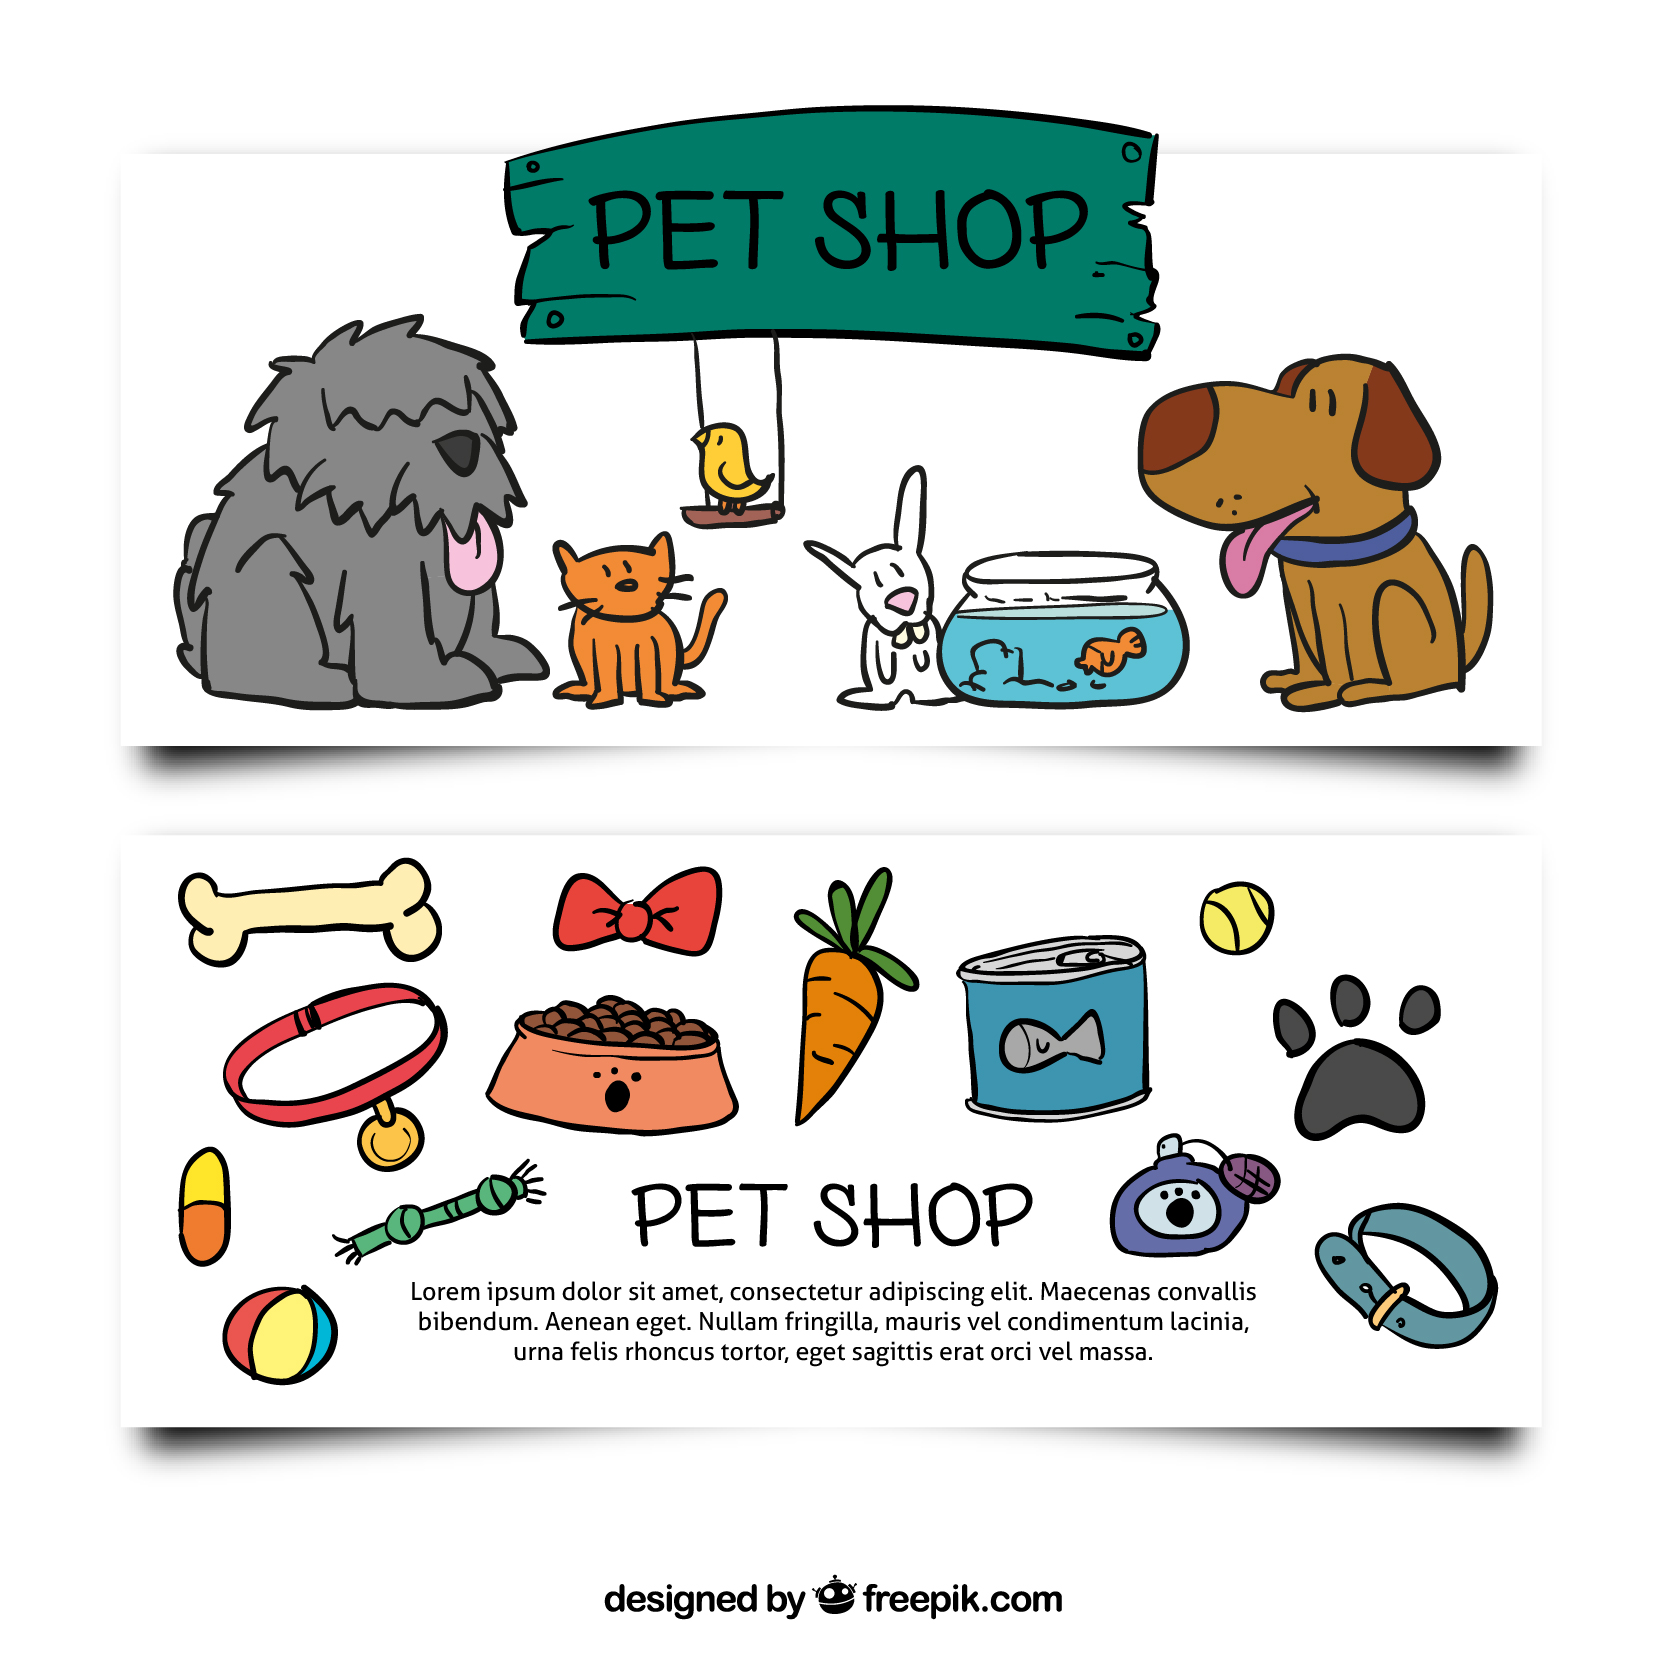 PET SHOP
PET SHOP
Lorem ipsum dolor sit amet, consectetur adipiscing elit. Maecenas convallis
bibendum. Aenean eget. Nullam fringilla, mauris vel condimentum lacinia,
urna felis rhoncus tortor, eget sagittis erat orci vel massa.
designed by freepik.com